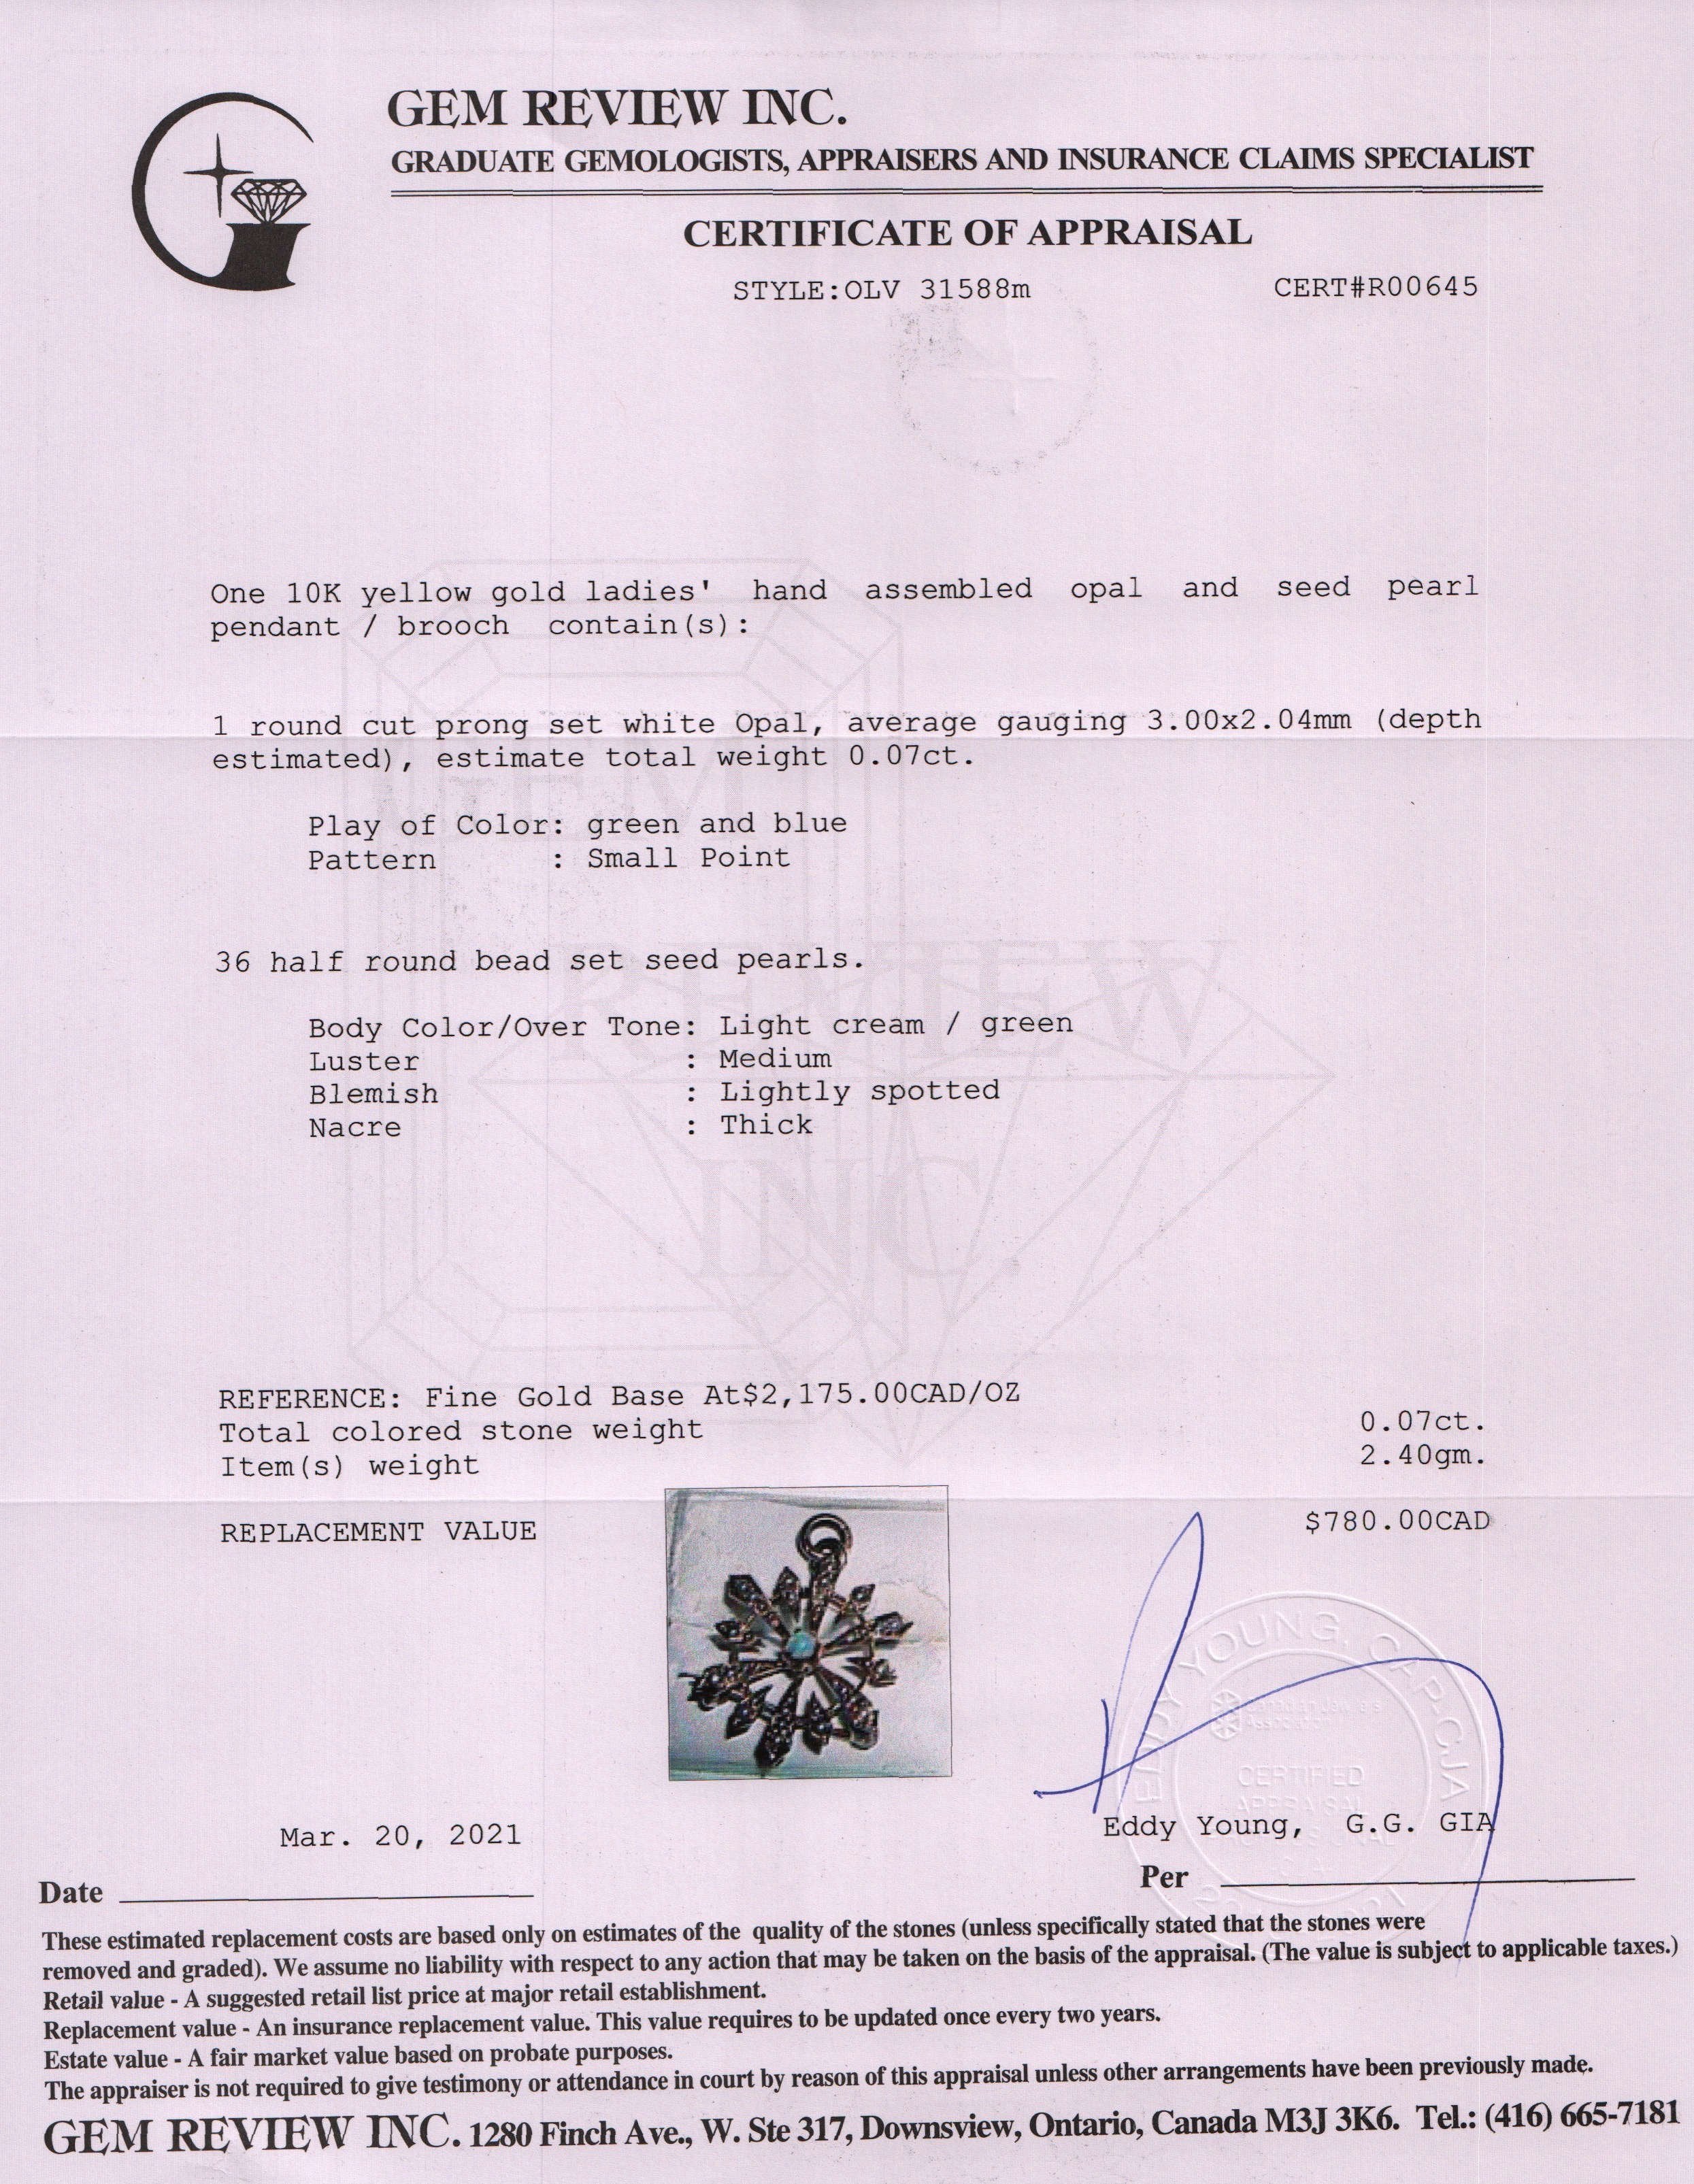 GEM REVIEW INC.
GRADUATE GEMOLOGISTS, APPRAISERS AND INSURANCE CLAIMS SPECIALIST
CERTIFICATE OF APPRAISAL
STYLE:OLV 31588m CERT#R00645
One 10K yellow gold ladies' hand assembled opal and seed pearl
pendant / brooch contain(s):
1 round cut prong set white Opal, average gauging 3.00x2.04mm (depth
estimated), estimate total weight 0.07ct.
Play of Color: green and blue
Pattern : Small Point
36 half round bead set seed pearls.
Body Color/Over Tone: Light cream / green
Luster : Medium
Blemish : Lightly spotted
Nacre : Thick
GEM
REVIEW
INC.
REFERENCE: Fine Gold Base At$2,175.00CAD/OZ
Total colored stone weight 0.07ct.
Item(s) weight 2.40gm.
REPLACEMENT VALUE $780.00CAD
EDDY YOUNG, CAP-CJA
CERTIFIED
APPRAISAL
Mar. 20, 2021
Eddy Young, G.G. GIA
Date
Per
These estimated replacement costs are based only on estimates of the quality of the stones (unless specifically stated that the stones were
removed and graded). We assume no liability with respect to any action that may be taken on the basis of the appraisal. (The value is subject to applicable taxes.)
Retail value - A suggested retail list price at major retail establishment.
Replacement value - An insurance replacement value. This value requires to be updated once every two years.
Estate value - A fair market value based on probate purposes.
The appraiser is not required to give testimony or attendance in court by reason of this appraisal unless other arrangements have been previously made.
GEM REVIEW INC. 1280 Finch Ave., W. Ste 317, Downsview, Ontario, Canada M3J 3K6. Tel.: (416) 665-7181